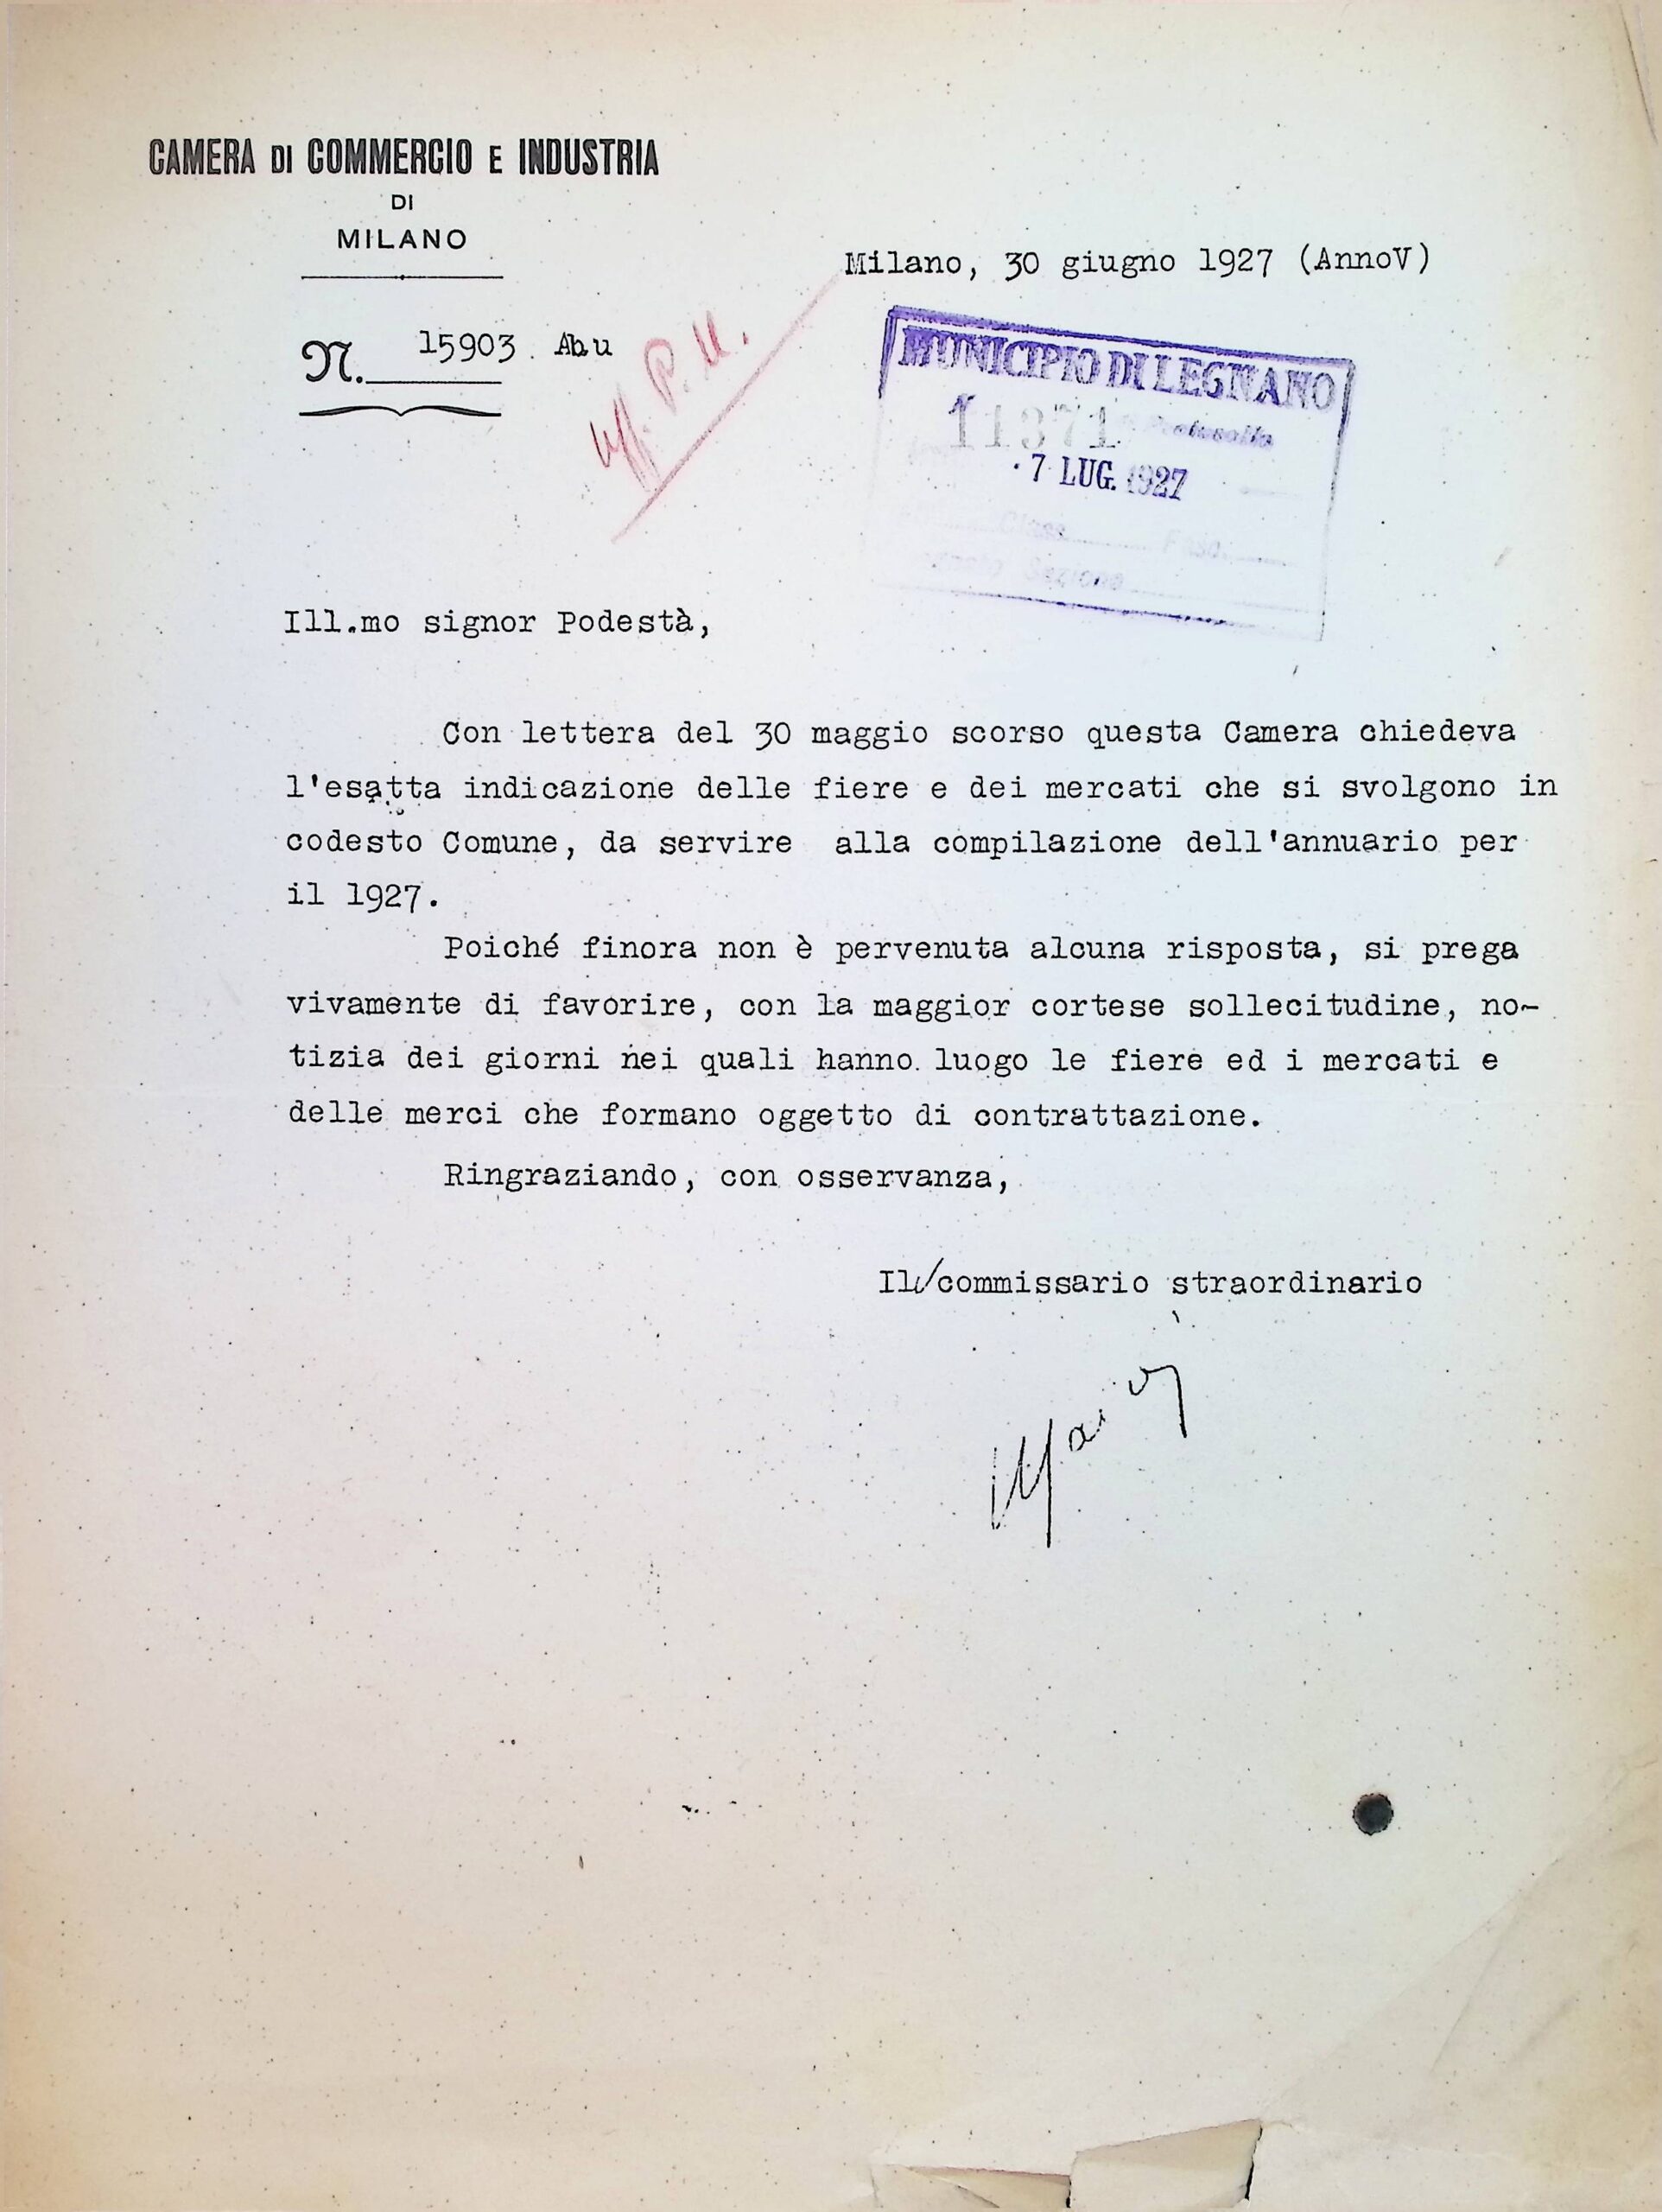 CAMERA DI COMMERCIO E INDUSTRIA
DI
MILANO
Milano, 30 giugno 1927 (AnnoV)
N. 15903 Abu
Uff. P. U.
MUNICIPIO DI LEGNANO
11371 Protocollo
7 LUG. 1927
Classe Fasc.
Sezione
Ill.mo signor Podestà,
Con lettera del 30 maggio scorso questa Camera chiedeva
l'esatta indicazione delle fiere e dei mercati che si svolgono in
codesto Comune, da servire alla compilazione dell'annuario per
il 1927.
Poiché finora non è pervenuta alcuna risposta, si prega
vivamente di favorire, con la maggior cortese sollecitudine, no-
tizia dei giorni nei quali hanno luogo le fiere ed i mercati e
delle merci che formano oggetto di contrattazione.
Ringraziando, con osservanza,
Il/commissario straordinario